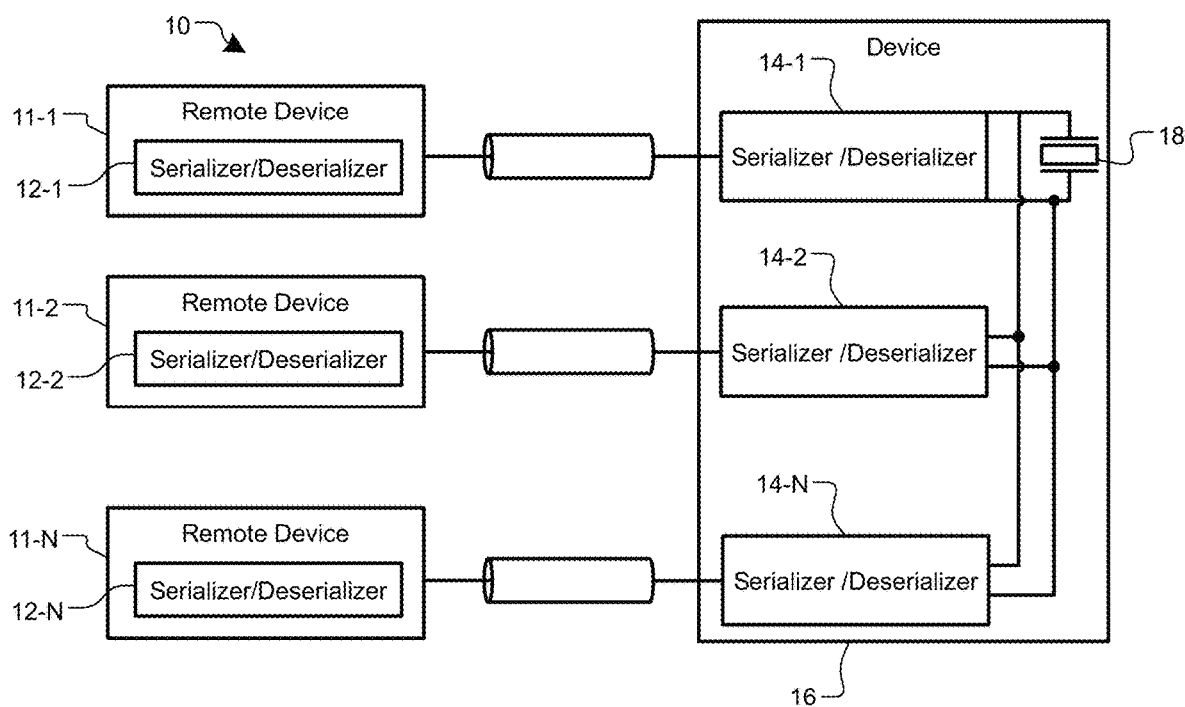 10
Device
14-1
11-1
Remote Device
18
Serializer/Deserializer
Serializer /Deserializer
12-1
14-2
11-2
Remote Device
Serializer/Deserializer
Serializer /Deserializer
12-2
14-N
11-N
Remote Device
Serializer/Deserializer
Serializer /Deserializer
12-N
16